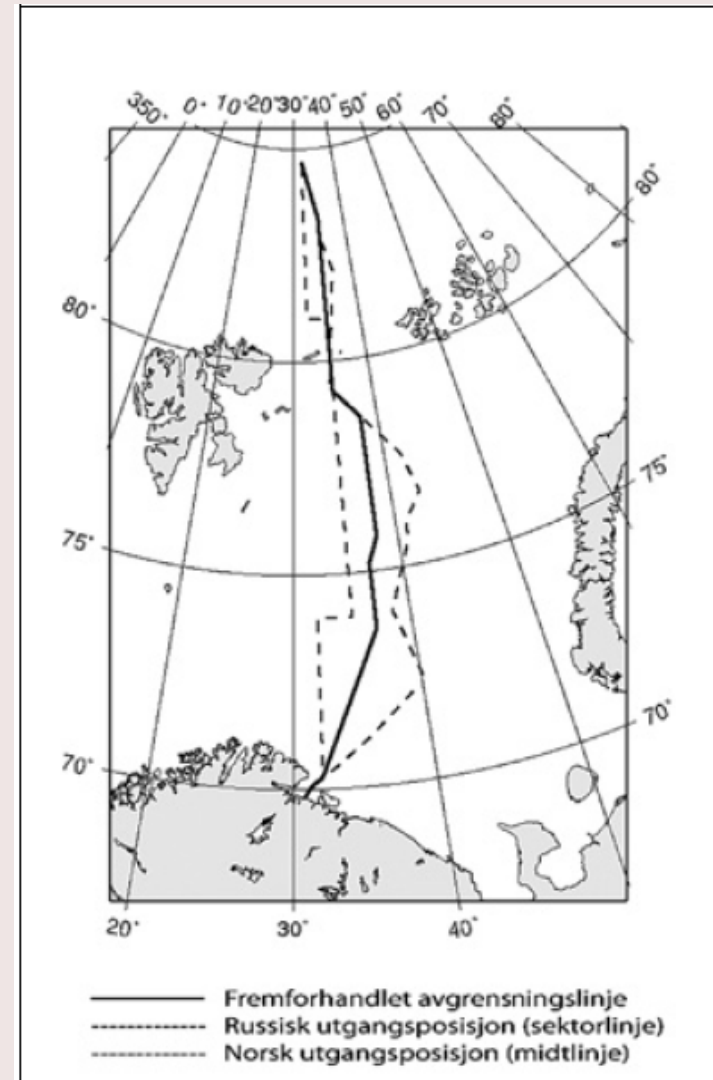 350° 0° 10° 20° 30° 40° 50° 60° 70° 80°
80°
80°
75°
75°
70°
70°
20° 30° 40°
Fremforhandlet avgrensningslinje
Russisk utgangsposisjon (sektorlinje)
Norsk utgangsposisjon (midtlinje)